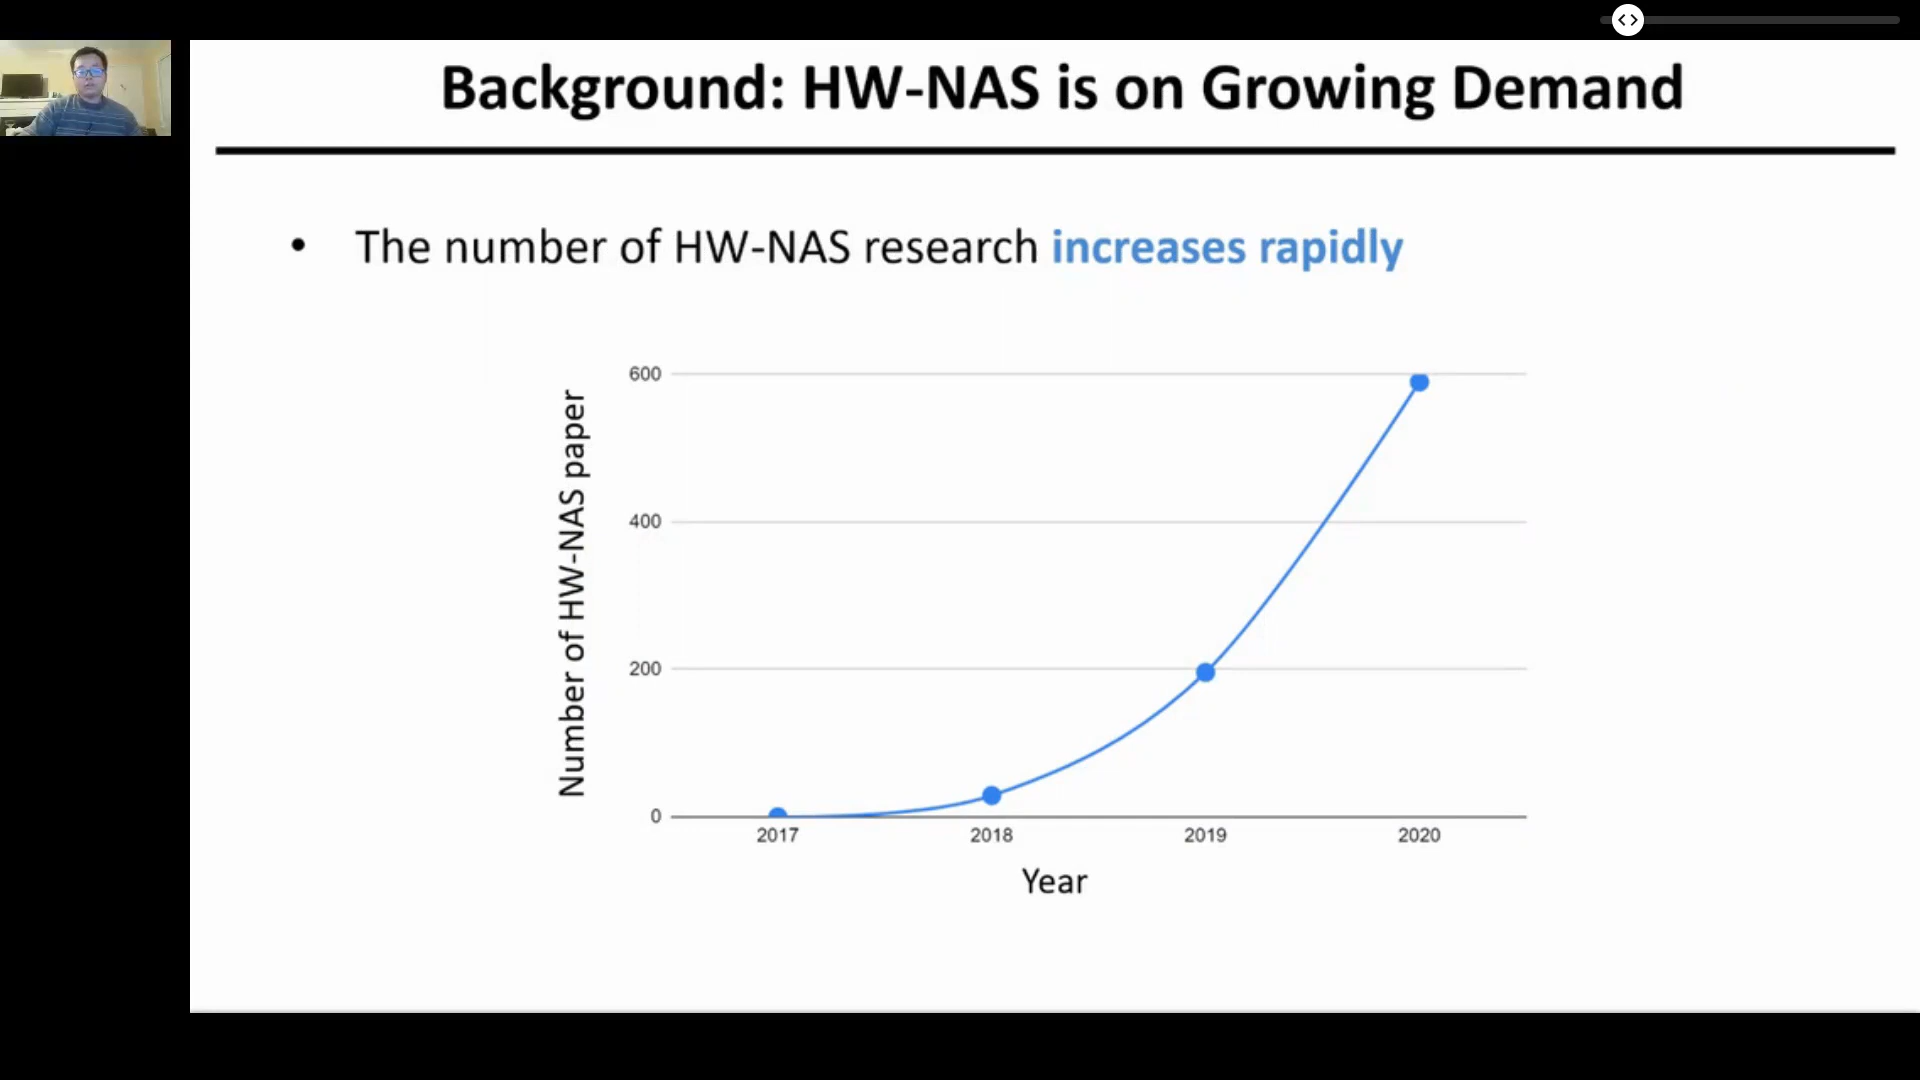 Background: HW-NAS is on Growing Demand
• The number of HW-NAS research increases rapidly
Number of HW-NAS paper
600
400
200
0
2017 2018 2019 2020
Year